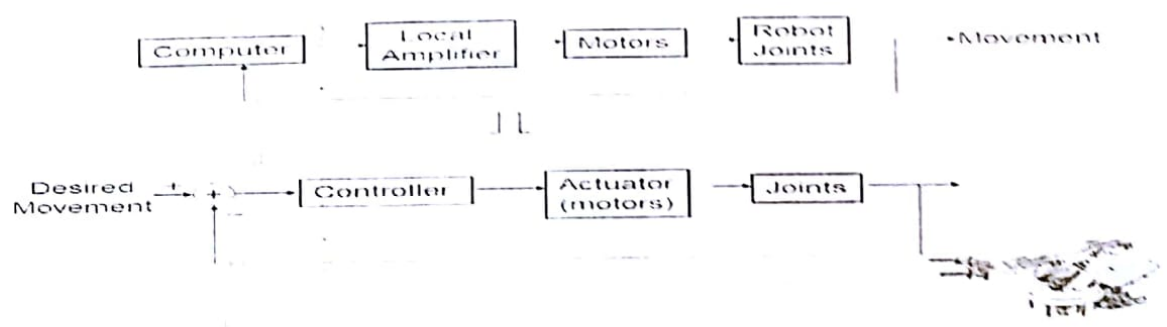 Computer
Local
Amplifier
Motors
Robot
Joints
Movement
Desired
Movement
+
+
Controller
Actuator
(motors)
Joints